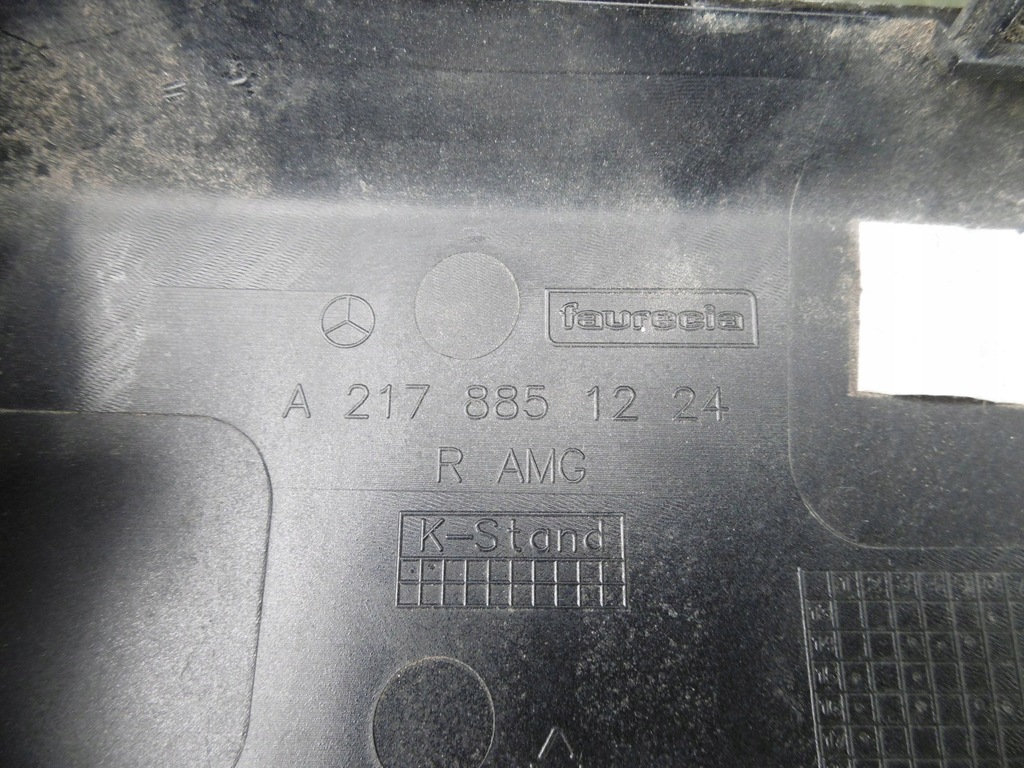 faurecia
A 217 885 12 24
R AMG
K-Stand